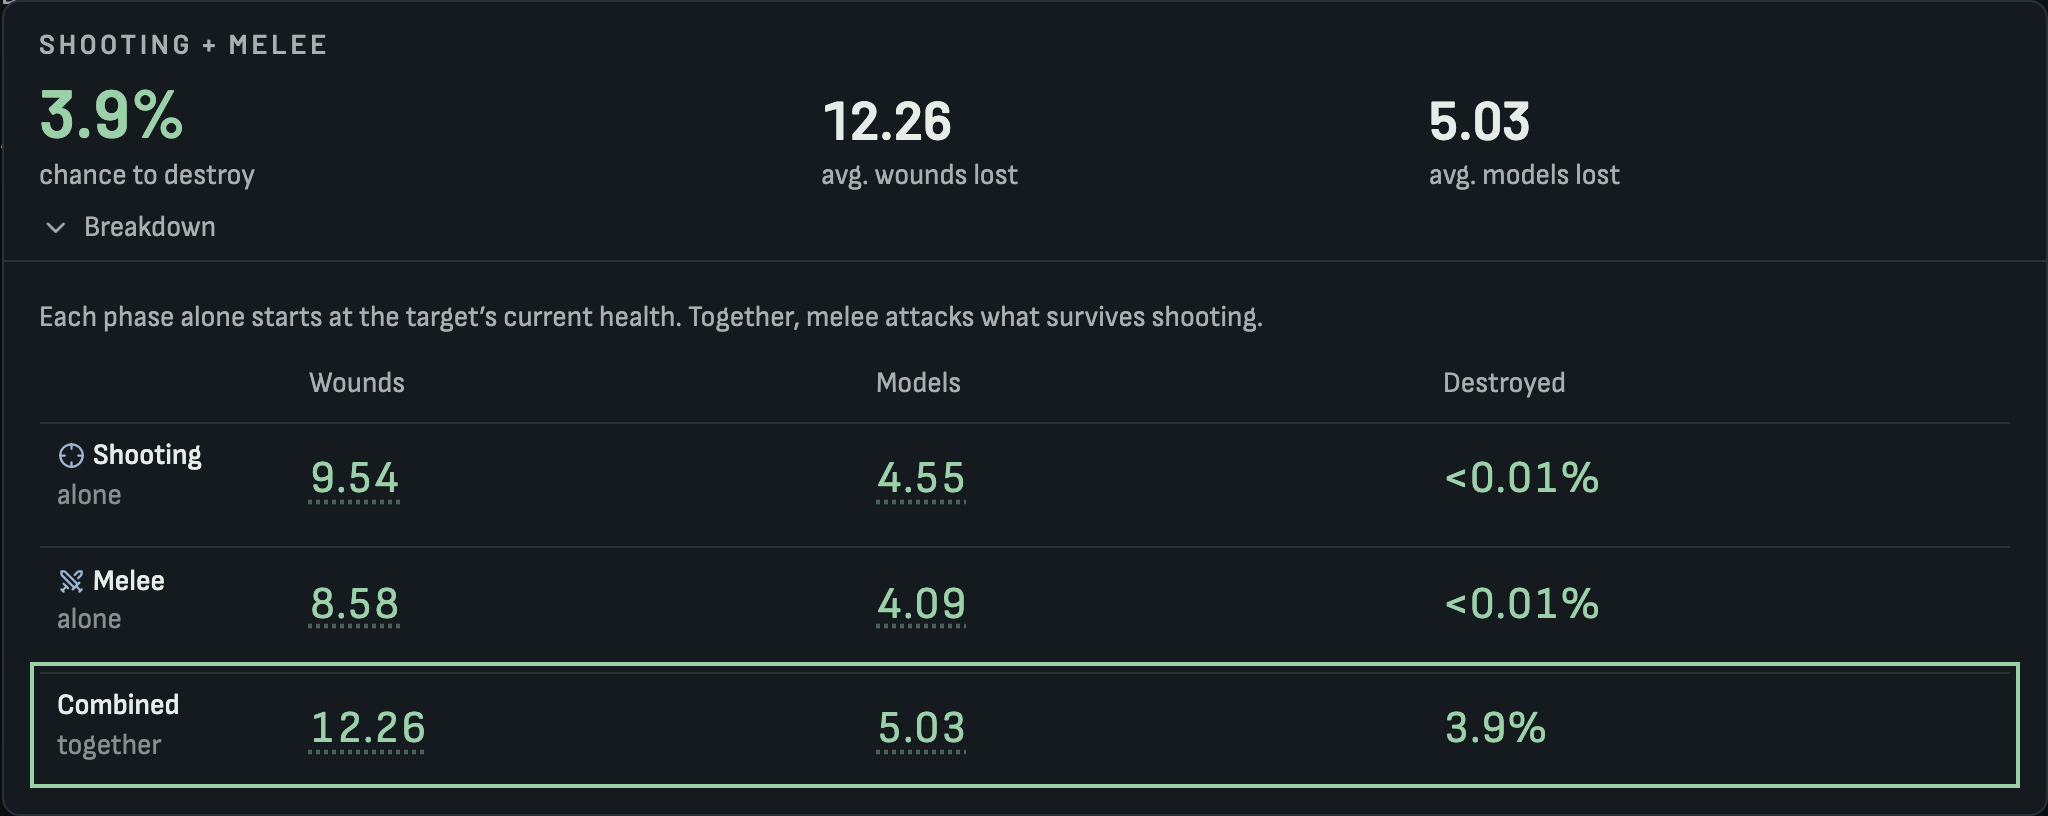 SHOOTING + MELEE
3.9%
chance to destroy
12.26
avg. wounds lost
5.03
avg. models lost
Breakdown
Each phase alone starts at the target’s current health. Together, melee attacks what survives shooting.
Wounds Models Destroyed
Shooting
alone
9.54 4.55 <0.01%
Melee
alone
8.58 4.09 <0.01%
Combined
together
12.26 5.03 3.9%